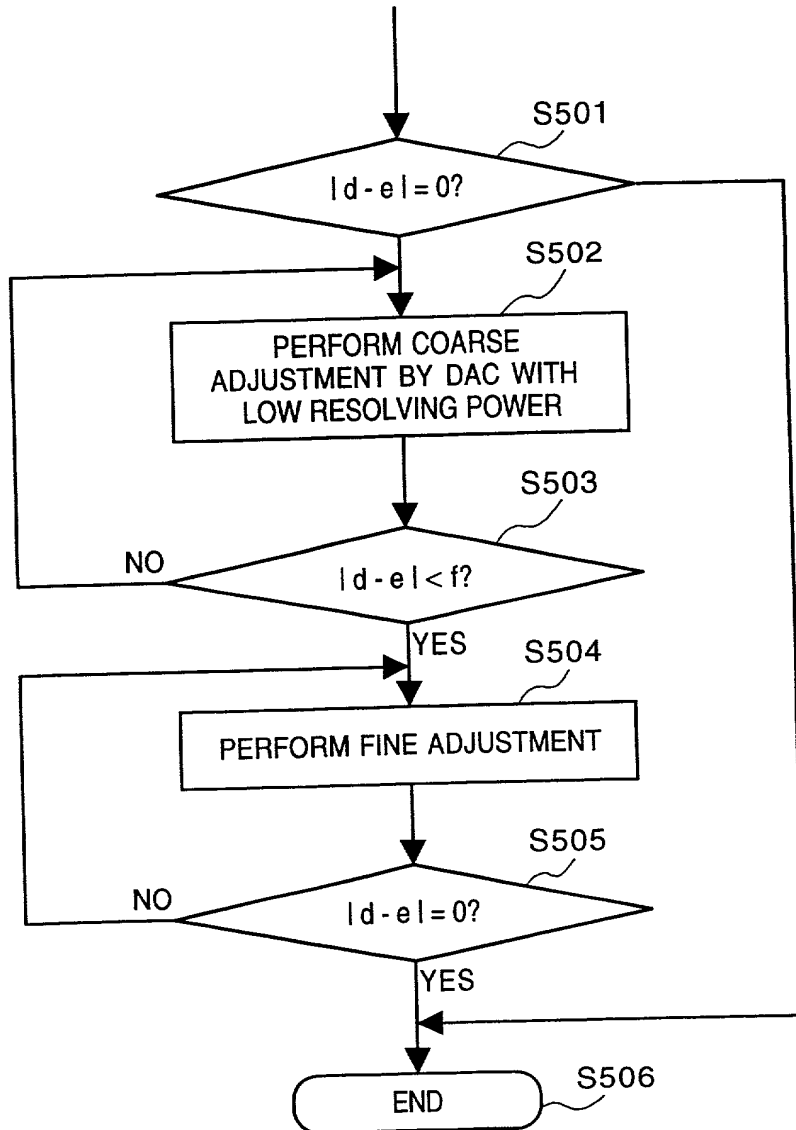 S501
|d - e| = 0?
S502
PERFORM COARSE
ADJUSTMENT BY DAC WITH
LOW RESOLVING POWER
S503
NO
|d - e| < f?
YES
S504
PERFORM FINE ADJUSTMENT
S505
NO
|d - e| = 0?
YES
S506
END